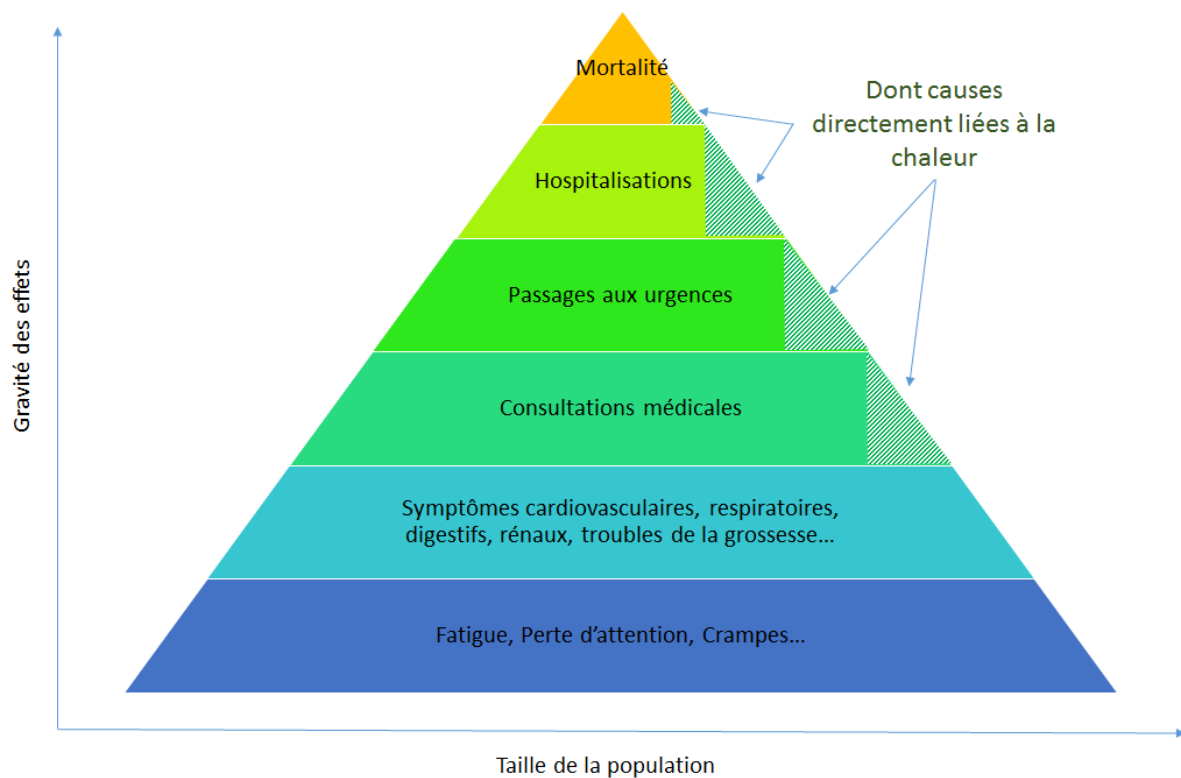 Mortalité
Dont causes
directement liées à la
chaleur
Hospitalisations
Passages aux urgences
Consultations médicales
Symptômes cardiovasculaires, respiratoires,
digestifs, rénaux, troubles de la grossesse...
Fatigue, Perte d’attention, Crampes...
Gravité des effets
Taille de la population